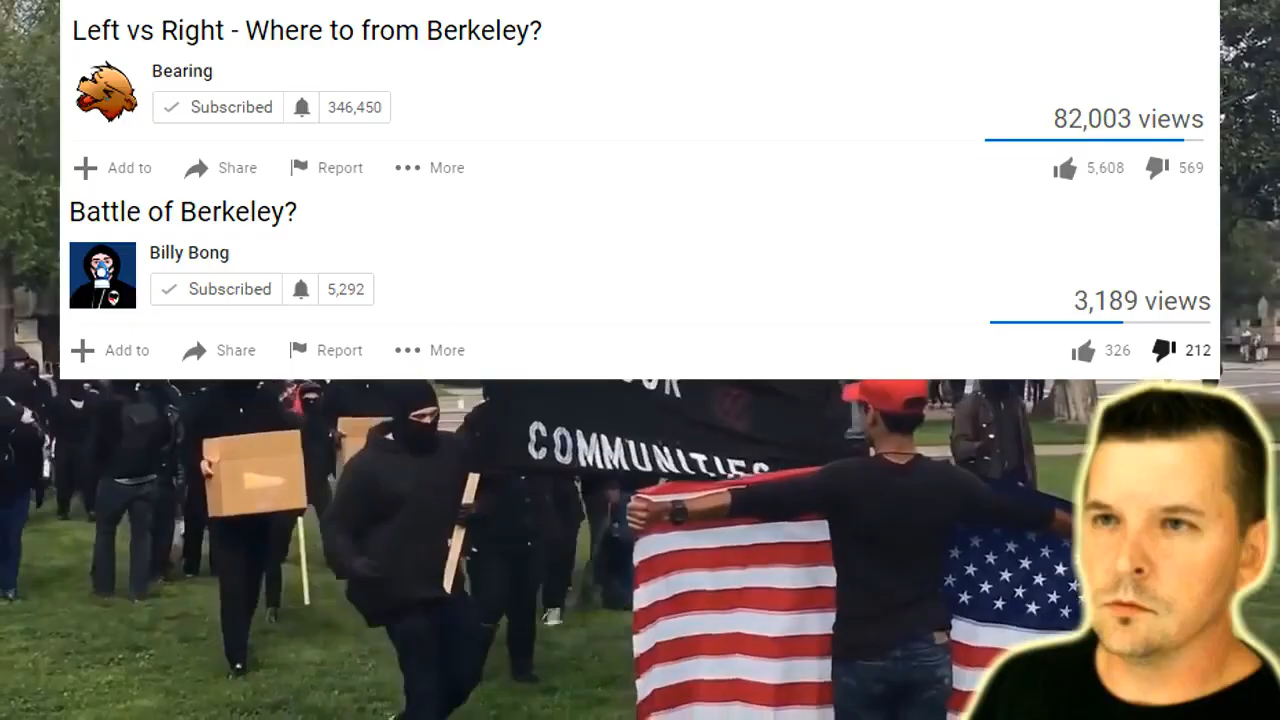 Left vs Right - Where to from Berkeley?
Bearing
Subscribed 346,450
82,003 views
Add to Share Report More 5,608 569
Battle of Berkeley?
Billy Bong
Subscribed 5,292
3,189 views
Add to Share Report More 326 212
COMMUNITIES